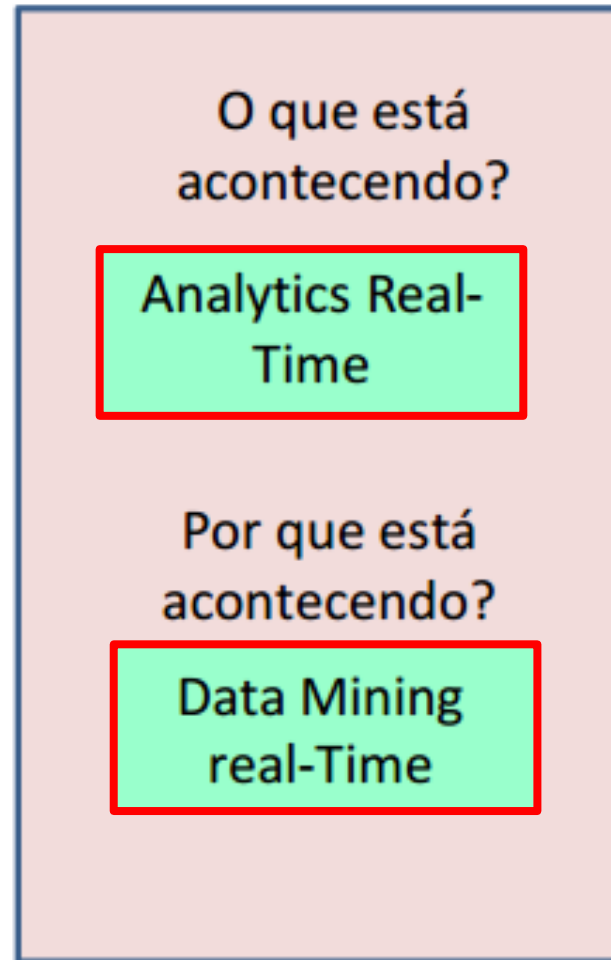 O que está
acontecendo?
Analytics Real-
Time
Por que está
acontecendo?
Data Mining
real-Time